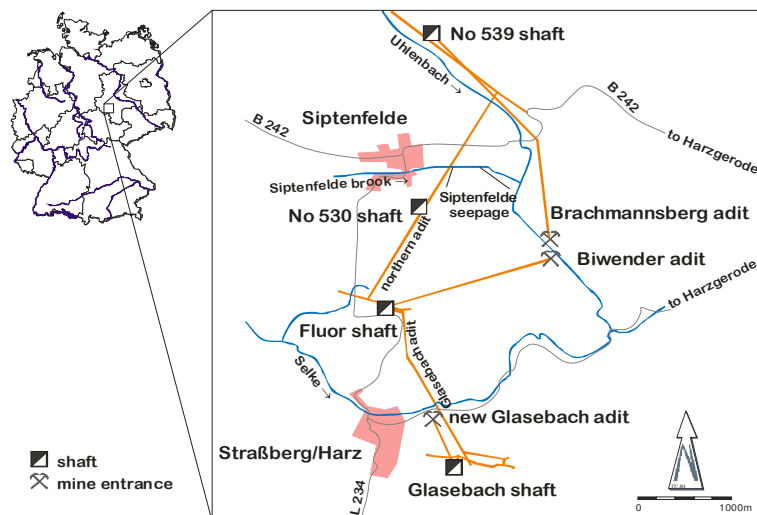 No 539 shaft
Uhlenbach
B 242
Siptenfelde
B 242
to Harzgerode
Siptenfelde brook
Siptenfelde
seepage
No 530 shaft
Brachmannsberg adit
northern adit
Biwender adit
to Harzgerode
Fluor shaft
Glasebach adit
Selke
new Glasebach adit
Straßberg/Harz
shaft
Glasebach shaft
mine entrance
L 234
0
1000m